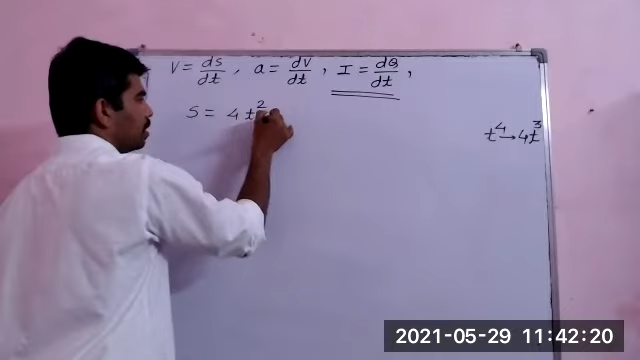 V = ds/dt , a = dv/dt , I = dQ/dt ,
S = 4t²
t⁴→4t³
2021-05-29 11:42:20